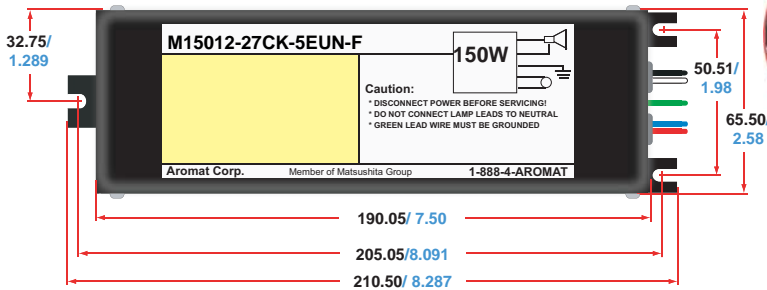 32.75/
1.289
M15012-27CK-5EUN-F
150W
Caution:
* DISCONNECT POWER BEFORE SERVICING!
* DO NOT CONNECT LAMP LEADS TO NEUTRAL
* GREEN LEAD WIRE MUST BE GROUNDED
Aromat Corp.
Member of Matsushita Group
1-888-4-AROMAT
50.51/
1.98
65.50/
2.58
190.05/ 7.50
205.05/8.091
210.50/ 8.287